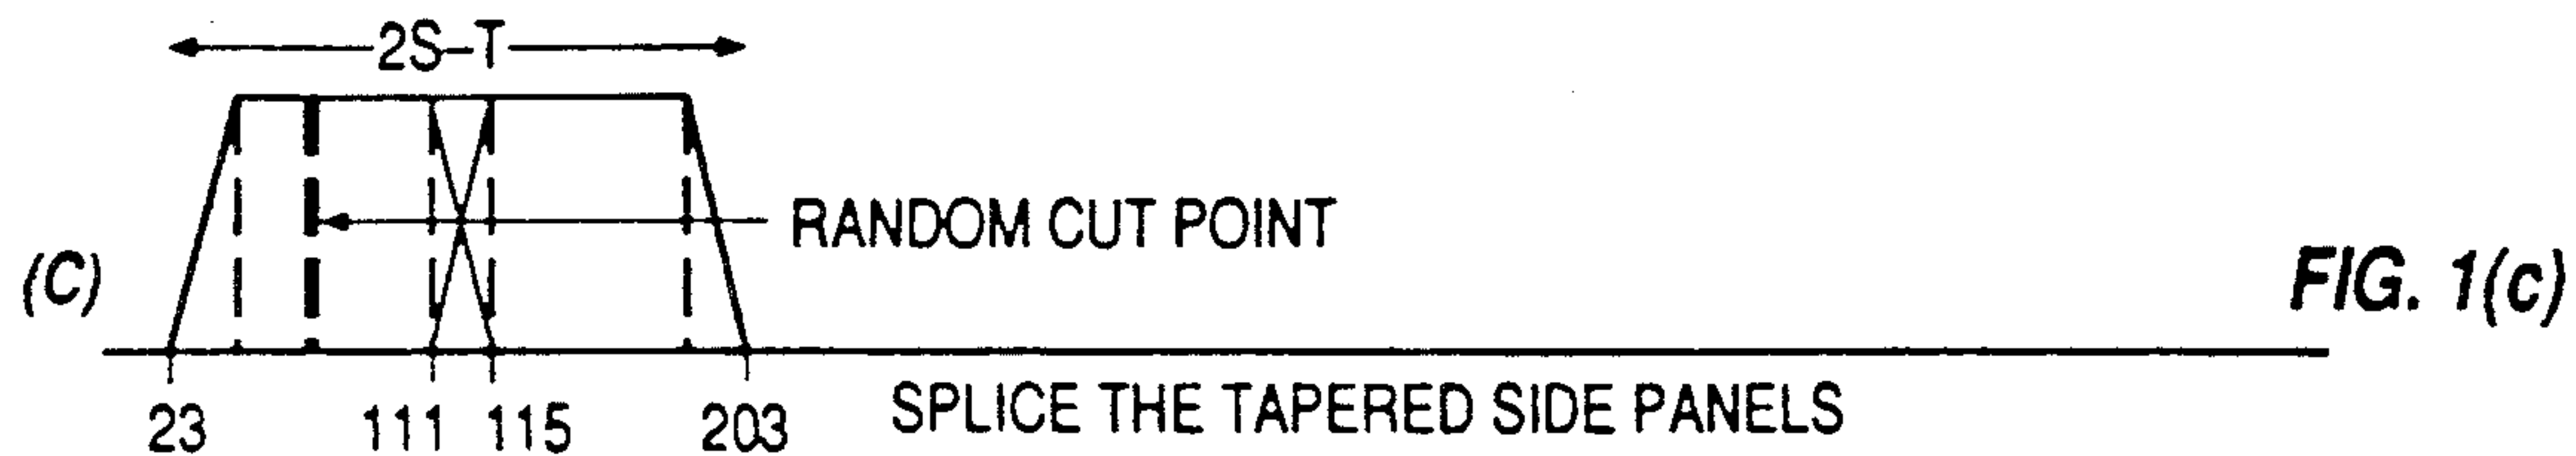 2S–T
RANDOM CUT POINT
(C)
FIG. 1(c)
23 111 115 203
SPLICE THE TAPERED SIDE PANELS